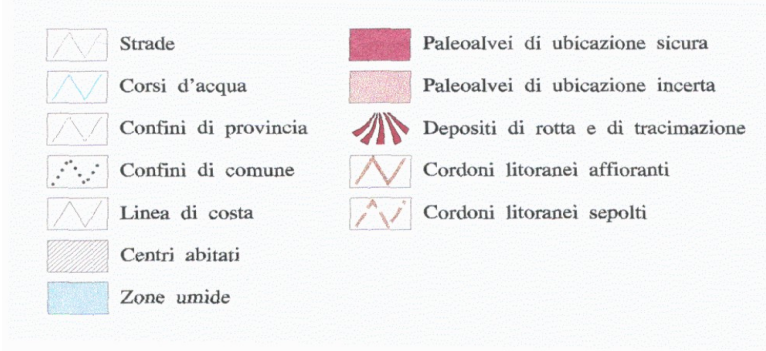 Strade
Corsi d'acqua
Confini di provincia
Confini di comune
Linea di costa
Centri abitati
Zone umide
Paleoalvei di ubicazione sicura
Paleoalvei di ubicazione incerta
Depositi di rotta e di tracimazione
Cordoni litoranei affioranti
Cordoni litoranei sepolti